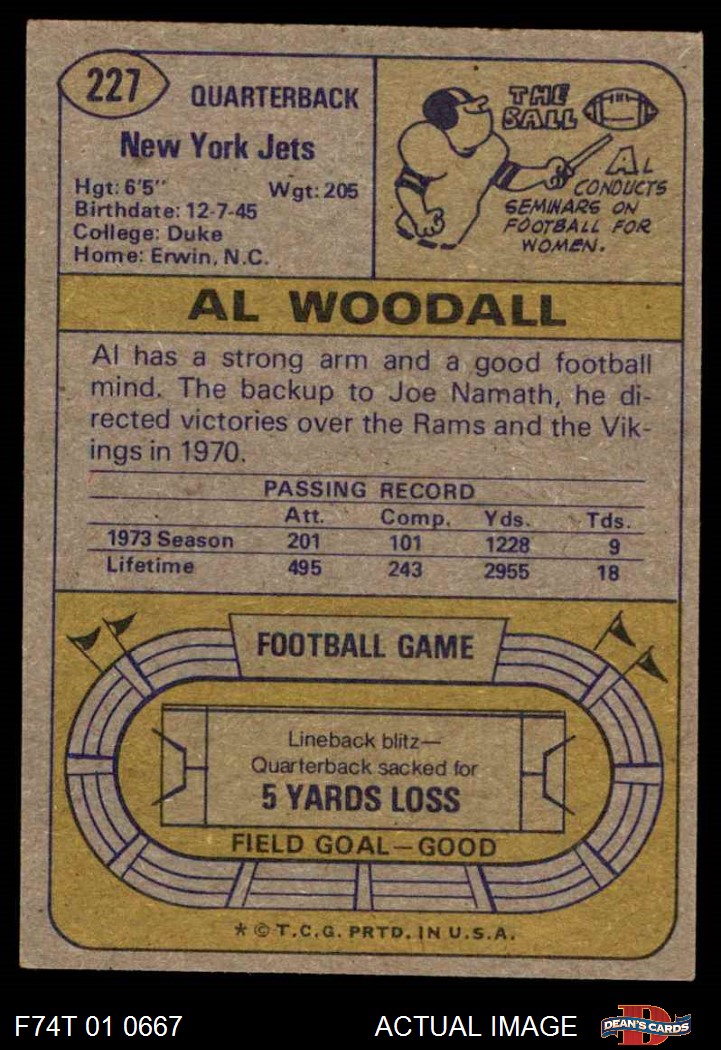 227
QUARTERBACK
New York Jets
Hgt: 6'5" Wgt: 205
Birthdate: 12-7-45
College: Duke
Home: Erwin, N.C.
THE
BALL
AL
CONDUCTS
SEMINARS ON
FOOTBALL FOR
WOMEN.
AL WOODALL
Al has a strong arm and a good football
mind. The backup to Joe Namath, he di-
rected victories over the Rams and the Vik-
ings in 1970.
PASSING RECORD
Att. Comp. Yds. Tds.
1973 Season 201 101 1228 9
Lifetime 495 243 2955 18
FOOTBALL GAME
Lineback blitz—
Quarterback sacked for
5 YARDS LOSS
FIELD GOAL—GOOD
* © T.C.G. PRTD. IN U.S.A.
F74T 01 0667 ACTUAL IMAGE D DEAN'S CARDS